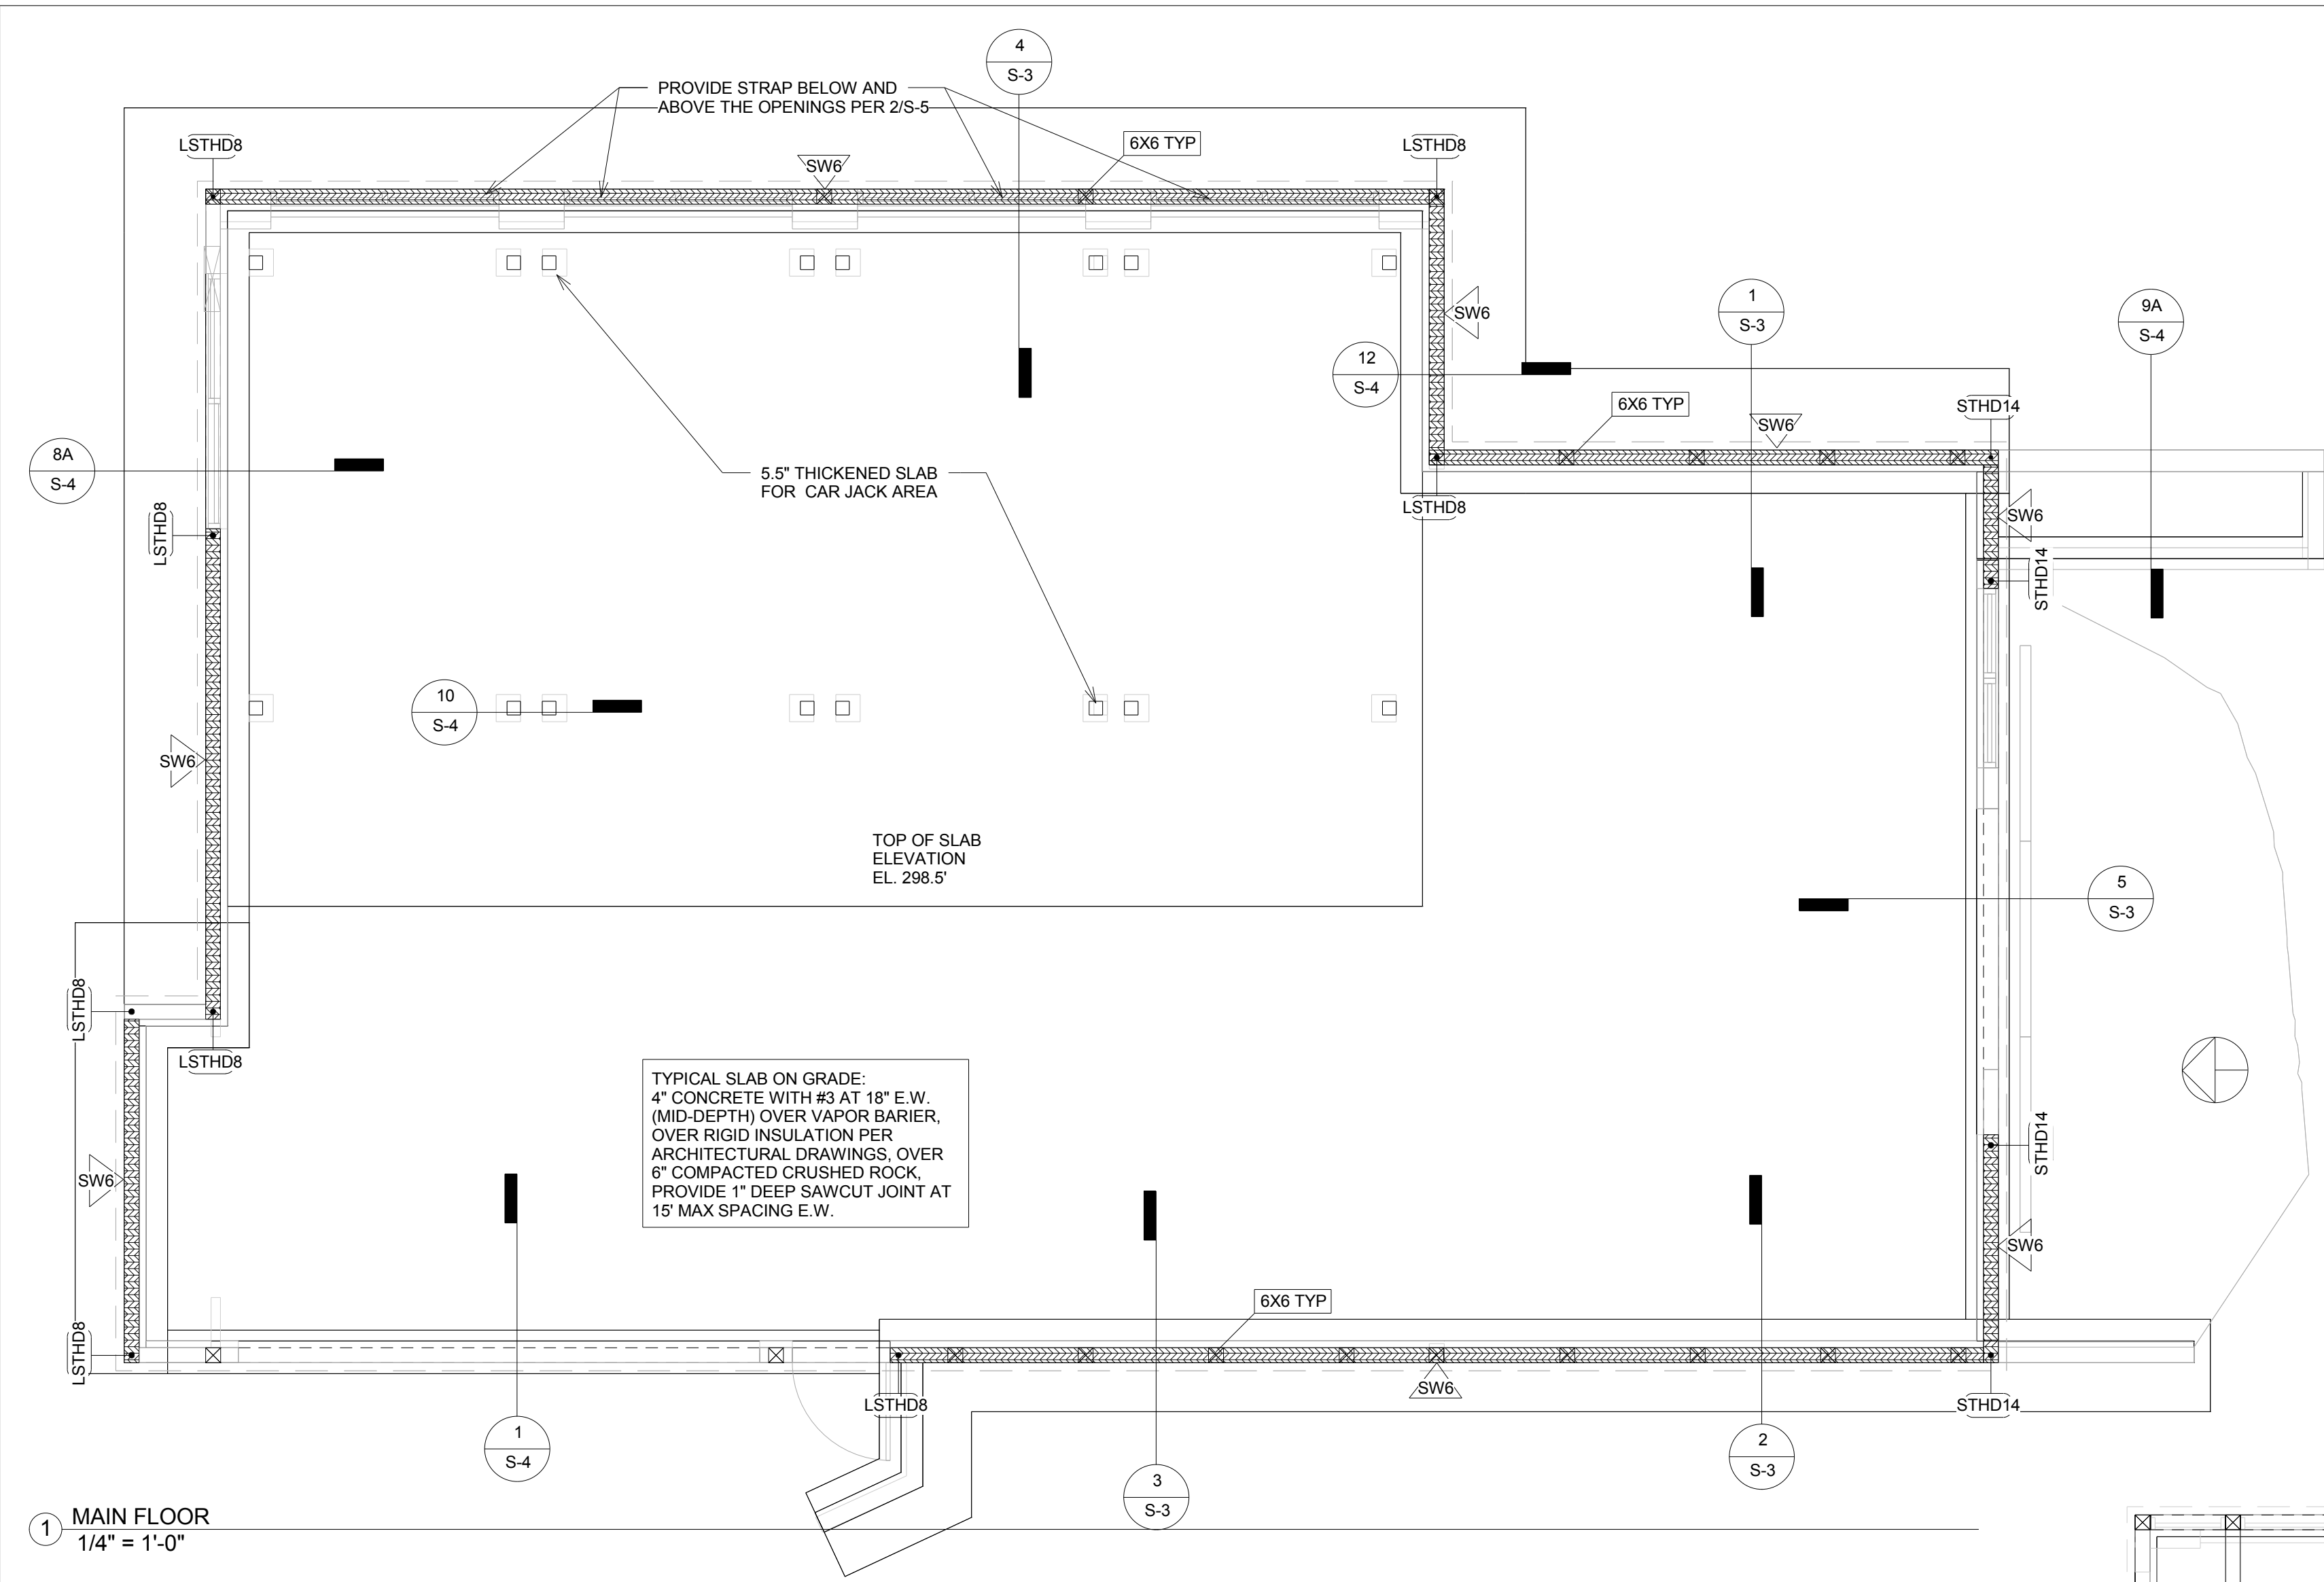 4
S-3
PROVIDE STRAP BELOW AND
ABOVE THE OPENINGS PER 2/S-5
LSTHD8
SW6
6X6 TYP
LSTHD8
SW6
1
S-3
9A
S-4
12
S-4
6X6 TYP
SW6
STHD14
8A
S-4
5.5" THICKENED SLAB
FOR CAR JACK AREA
LSTHD8
LSTHD8
SW6
STHD14
10
S-4
SW6
TOP OF SLAB
ELEVATION
EL. 298.5'
5
S-3
LSTHD8
LSTHD8
TYPICAL SLAB ON GRADE:
4" CONCRETE WITH #3 AT 18" E.W.
(MID-DEPTH) OVER VAPOR BARIER,
OVER RIGID INSULATION PER
ARCHITECTURAL DRAWINGS, OVER
6" COMPACTED CRUSHED ROCK,
PROVIDE 1" DEEP SAWCUT JOINT AT
15' MAX SPACING E.W.
STHD14
SW6
SW6
6X6 TYP
LSTHD8
SW6
LSTHD8
STHD14
1
S-4
2
S-3
3
S-3
1 MAIN FLOOR
1/4" = 1'-0"